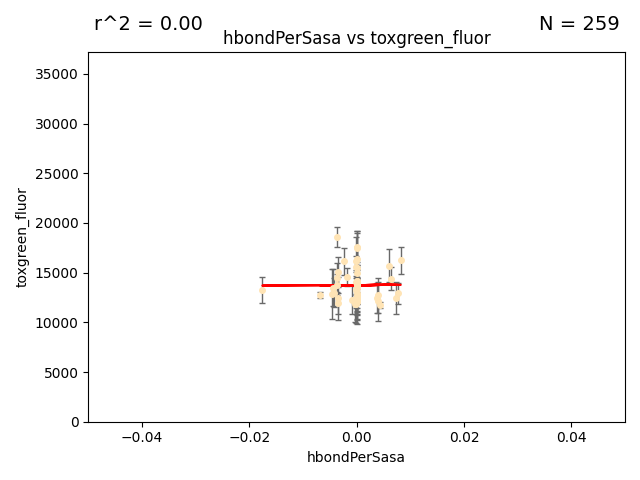 r^2 = 0.00
N = 259
hbondPerSasa vs toxgreen_fluor
35000
30000
25000
20000
15000
10000
5000
0
toxgreen_fluor
−0.04
−0.02
0.00
0.02
0.04
hbondPerSasa